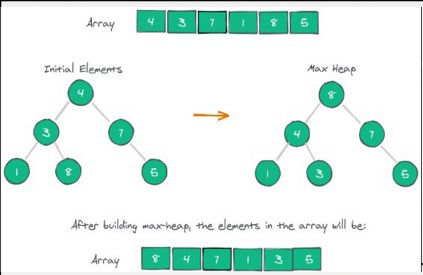 Array 4 3 7 1 8 5
Initial Elements
Max Heap
4
3 7
1 8 5
8
4 7
1 3 5
After building max-heap, the elements in the array will be:
Array 8 4 7 1 3 5